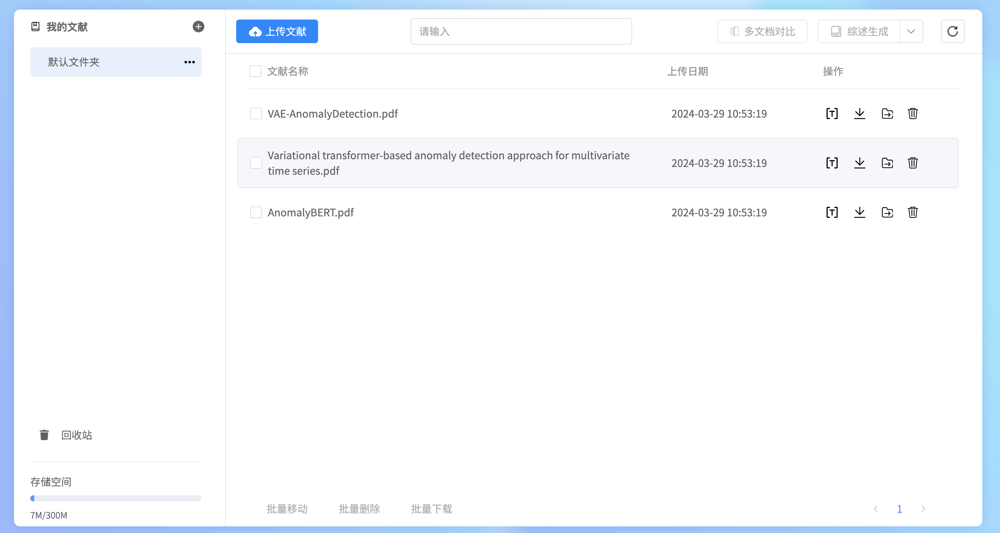 我的文献
默认文件夹
回收站
存储空间
7M/300M
上传文献
请输入
多文档对比
综述生成
文献名称
上传日期
操作
VAE-AnomalyDetection.pdf
2024-03-29 10:53:19
Variational transformer-based anomaly detection approach for multivariate
time series.pdf
2024-03-29 10:53:19
AnomalyBERT.pdf
2024-03-29 10:53:19
批量移动
批量删除
批量下载
1